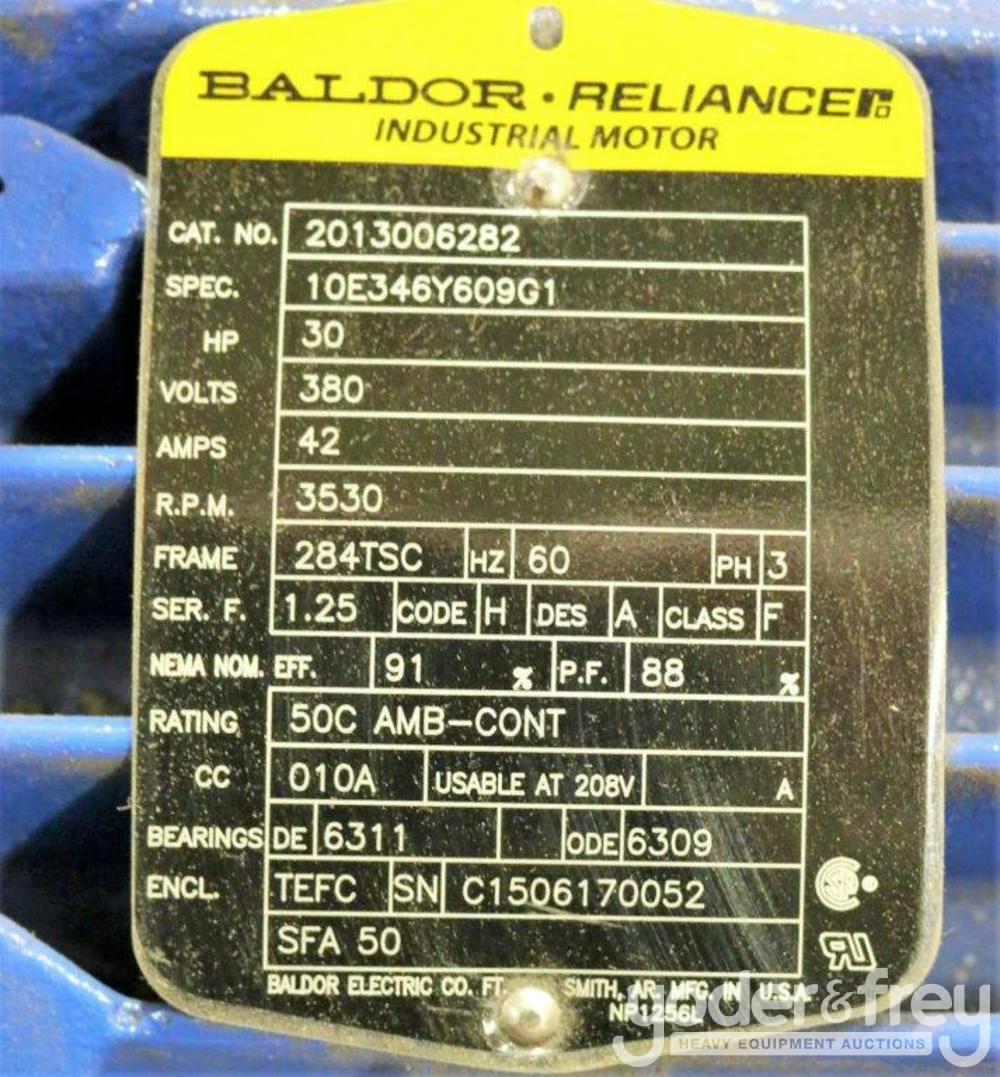 BALDOR · RELIANCER
INDUSTRIAL MOTOR
CAT. NO. 2013006282
SPEC. 10E346Y609G1
HP 30
VOLTS 380
AMPS 42
R.P.M. 3530
FRAME 284TSC HZ 60 PH 3
SER. F. 1.25 CODE H DES A CLASS F
NEMA NOM. EFF. 91 % P.F. 88 %
RATING 50C AMB-CONT
CC 010A USABLE AT 208V A
BEARINGS DE 6311 ODE 6309
ENCL. TEFC SN C1506170052
SFA 50
BALDOR ELECTRIC CO. FT. SMITH, AR. MFG. IN U.S.A.
NP1256L
yoder&frey
HEAVY EQUIPMENT AUCTIONS